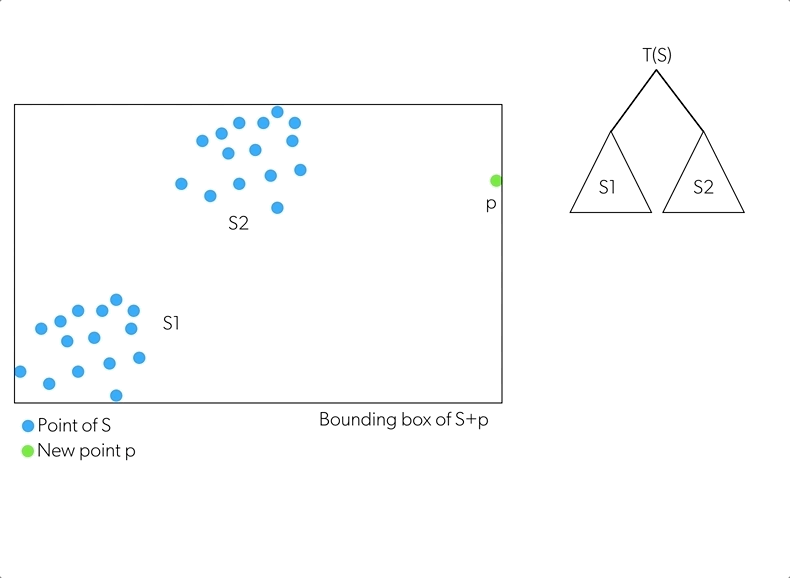 T(S)
S1
S2
p
S2
S1
Bounding box of S+p
Point of S
New point p